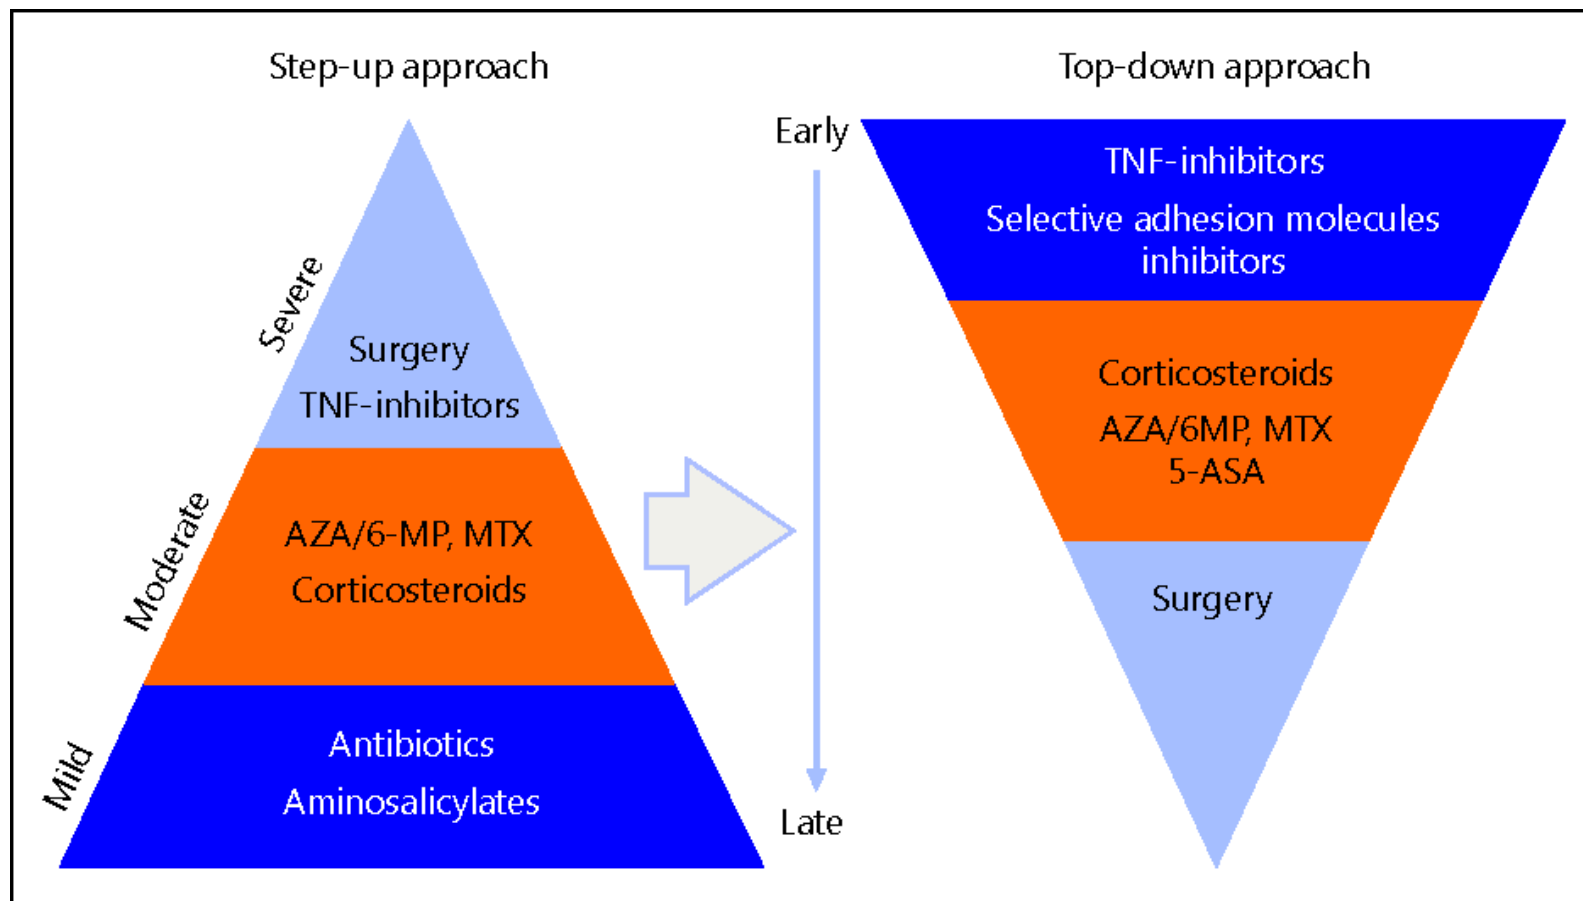 Step-up approach
Severe
Surgery
TNF-inhibitors
Moderate
AZA/6-MP, MTX
Corticosteroids
Mild
Antibiotics
Aminosalicylates
Early
Late
Top-down approach
TNF-inhibitors
Selective adhesion molecules
inhibitors
Corticosteroids
AZA/6MP, MTX
5-ASA
Surgery